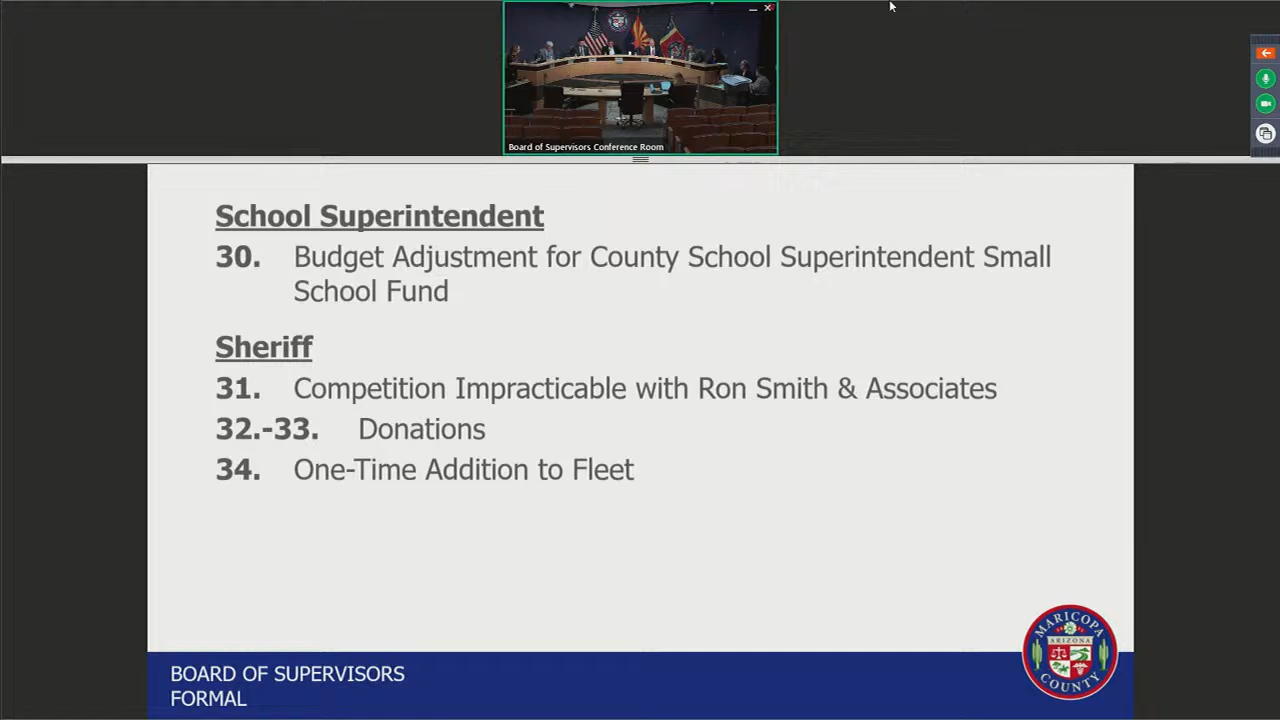 Board of Supervisors Conference Room
School Superintendent
30. Budget Adjustment for County School Superintendent Small
School Fund
Sheriff
31. Competition Impracticable with Ron Smith & Associates
32.-33. Donations
34. One-Time Addition to Fleet
BOARD OF SUPERVISORS
FORMAL
MARICOPA
ARIZONA
COUNTY